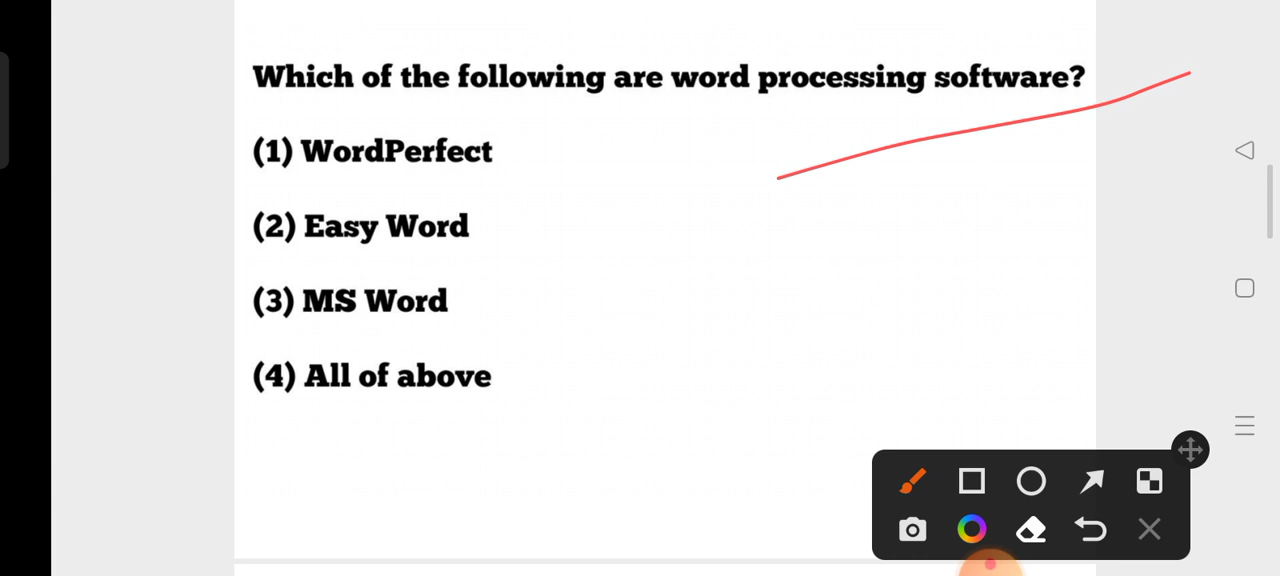 Which of the following are word processing software?
(1) WordPerfect
(2) Easy Word
(3) MS Word
(4) All of above